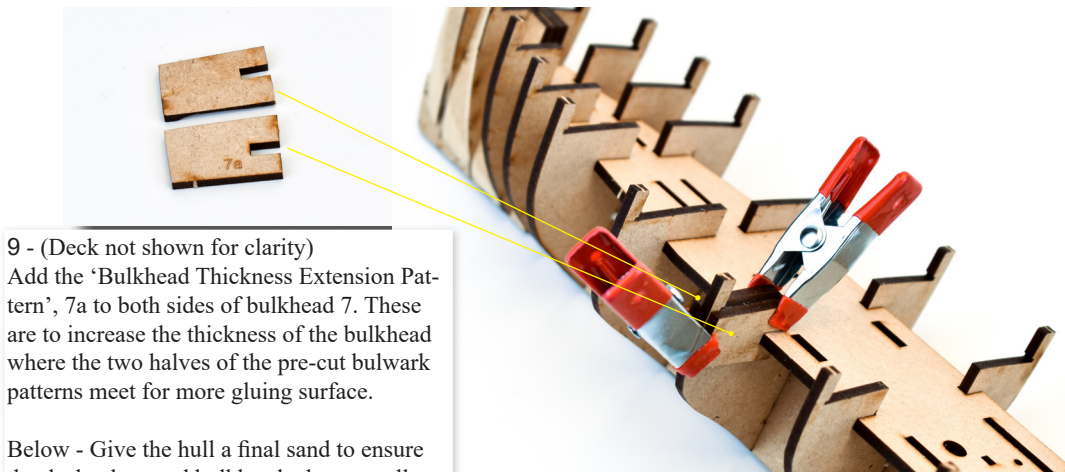 7a
9 - (Deck not shown for clarity)
Add the ‘Bulkhead Thickness Extension Pat-
tern’, 7a to both sides of bulkhead 7. These
are to increase the thickness of the bulkhead
where the two halves of the pre-cut bulwark
patterns meet for more gluing surface.
Below - Give the hull a final sand to ensure